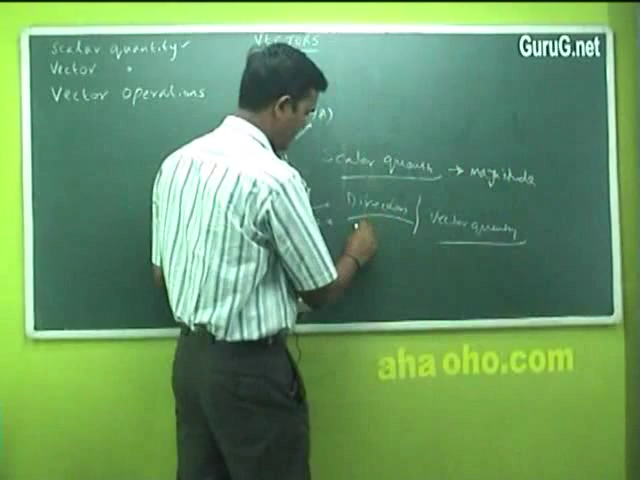 VECTORS
GuruG.net
Scalar quantity
Vector
Vector Operations
(A)
Scalar quantity → Magnitude
→ Direction
Vector quantity
aha oho.com